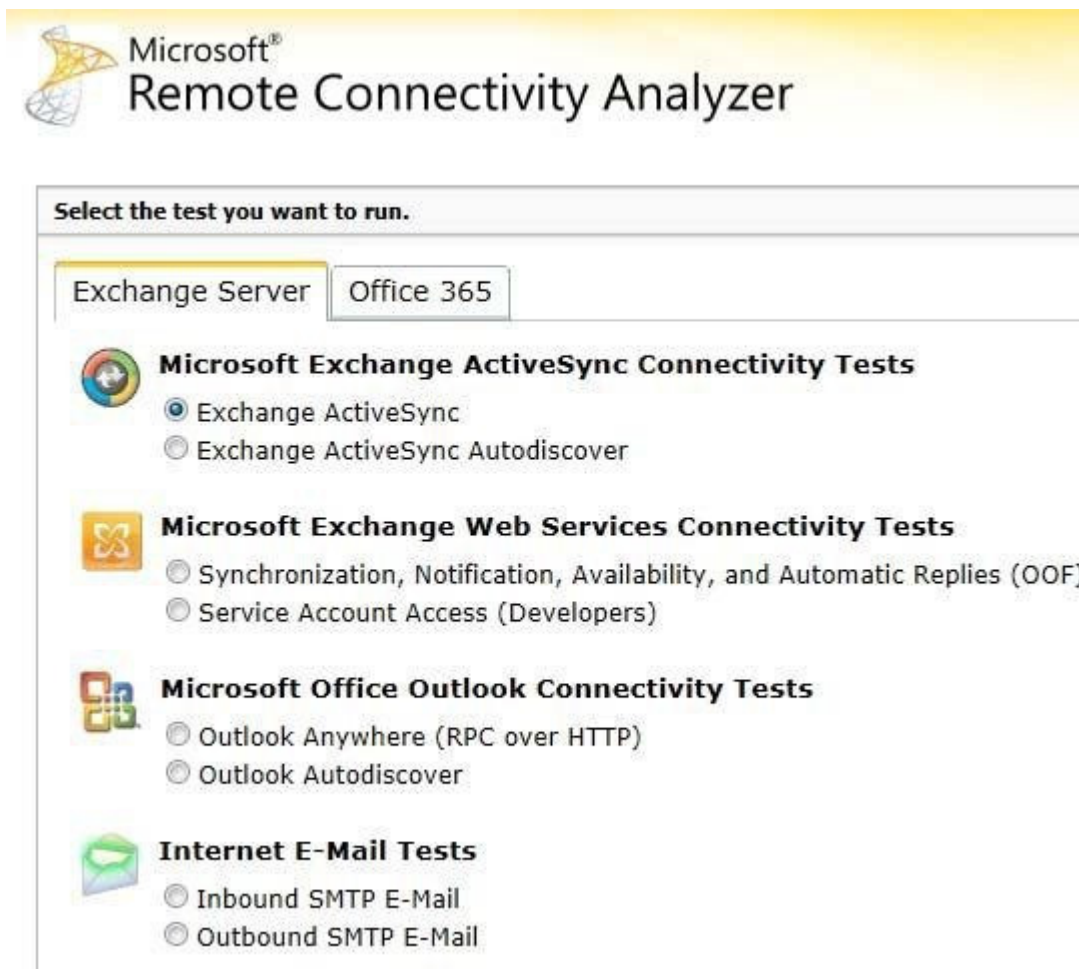 Microsoft®
Remote Connectivity Analyzer
Select the test you want to run.
Exchange Server
Office 365
Microsoft Exchange ActiveSync Connectivity Tests
Exchange ActiveSync
Exchange ActiveSync Autodiscover
Microsoft Exchange Web Services Connectivity Tests
Synchronization, Notification, Availability, and Automatic Replies (OOF)
Service Account Access (Developers)
Microsoft Office Outlook Connectivity Tests
Outlook Anywhere (RPC over HTTP)
Outlook Autodiscover
Internet E-Mail Tests
Inbound SMTP E-Mail
Outbound SMTP E-Mail